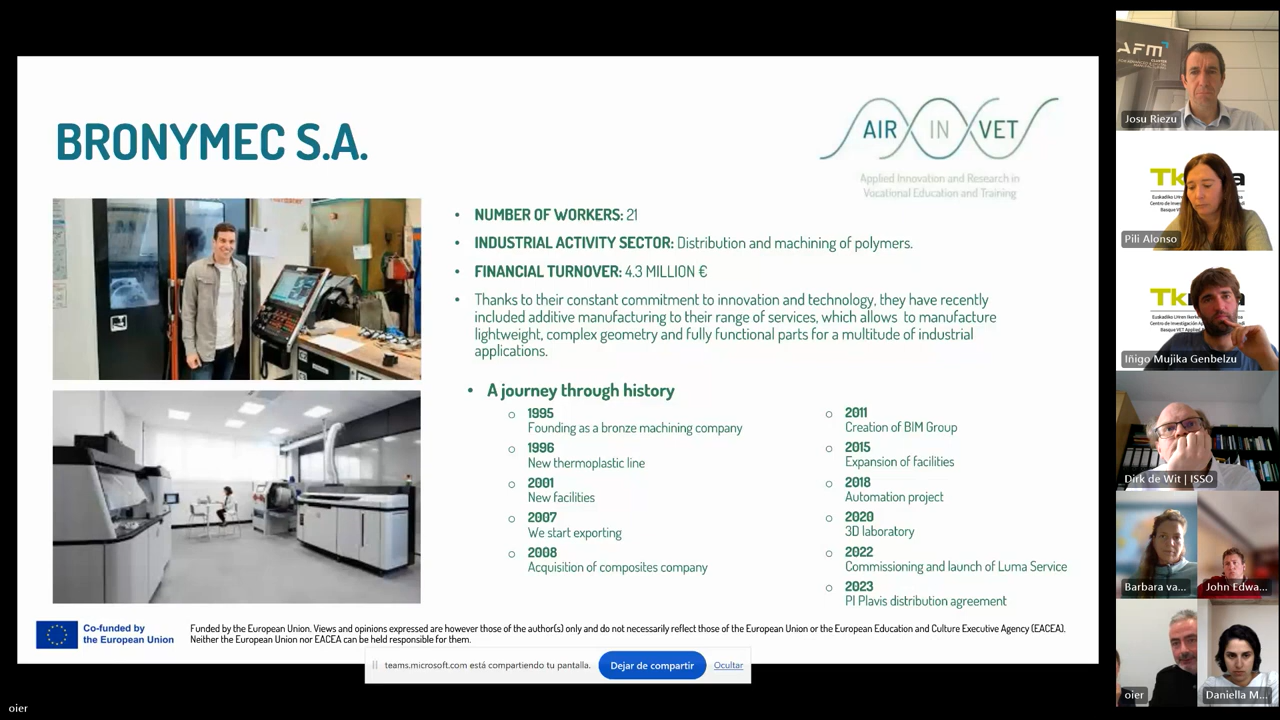 BRONYMEC S.A.
AIR IN VET
Applied Innovation and Research in
Vocational Education and Training
• NUMBER OF WORKERS: 21
• INDUSTRIAL ACTIVITY SECTOR: Distribution and machining of polymers.
• FINANCIAL TURNOVER: 4.3 MILLION €
• Thanks to their constant commitment to innovation and technology, they have recently
included additive manufacturing to their range of services, which allows to manufacture
lightweight, complex geometry and fully functional parts for a multitude of industrial
applications.
• A journey through history
o 1995
Founding as a bronze machining company
o 1996
New thermoplastic line
o 2001
New facilities
o 2007
We start exporting
o 2008
Acquisition of composites company
o 2011
Creation of BIM Group
o 2015
Expansion of facilities
o 2018
Automation project
o 2020
3D laboratory
o 2022
Commissioning and launch of Luma Service
o 2023
PI Plavis distribution agreement
Co-funded by
the European Union
Funded by the European Union. Views and opinions expressed are however those of the author(s) only and do not necessarily reflect those of the European Union or the European Education and Culture Executive Agency (EACEA).
Neither the European Union nor EACEA can be held responsible for them.
teams.microsoft.com está compartiendo tu pantalla.
Dejar de compartir
Ocultar
oier
AFM
CLUSTER
Josu Riezu
Tk a
Pili Alonso
Tk a
Iñigo Mujika Genbelzu
Dirk de Wit | ISSO
Barbara va...
John Edwa...
oier
Daniella M...